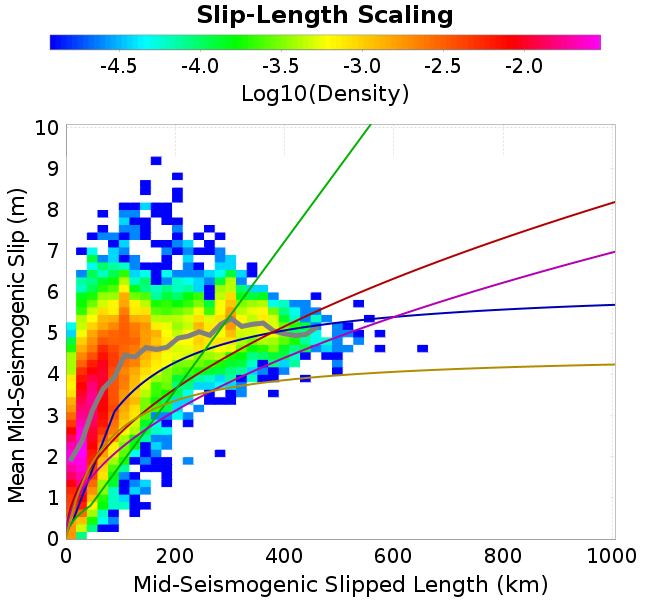 Slip-Length Scaling
-4.5 -4.0 -3.5 -3.0 -2.5 -2.0
Log10(Density)
10
9
8
7
6
5
4
3
2
1
0
Mean Mid-Seismogenic Slip (m)
0 200 400 600 800 1000
Mid-Seismogenic Slipped Length (km)